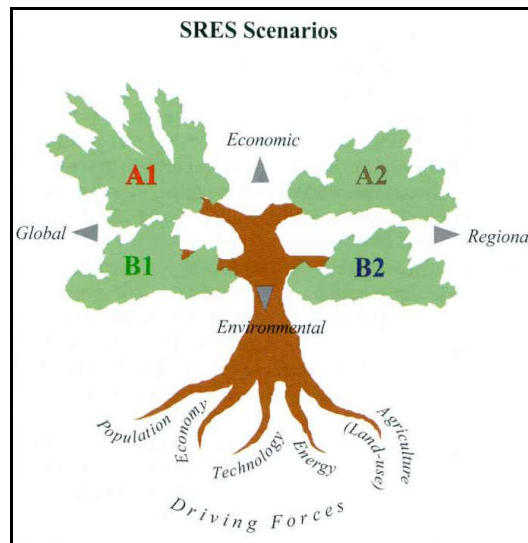 SRES Scenarios
Economic
A1
A2
Global
Regiona
B1
B2
Environmental
Population
Economy
Technology
Energy
Agriculture
(Land-use)
Driving Forces